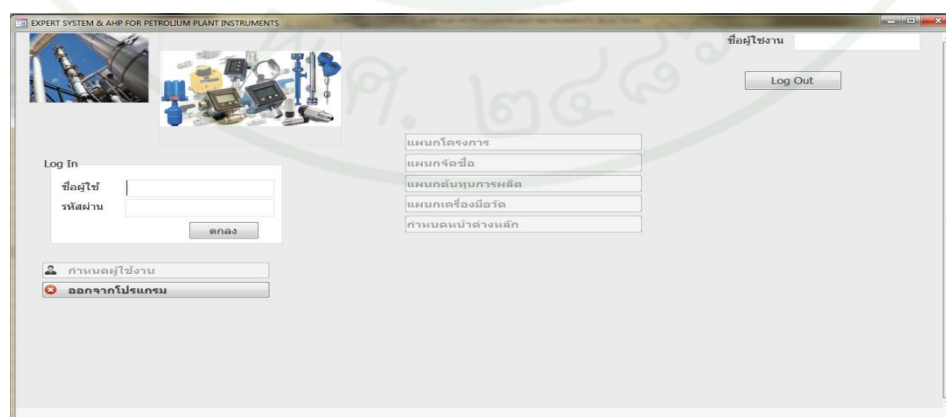 EXPERT SYSTEM & AHP FOR PETROLIUM PLANT INSTRUMENTS
ชื่อผู้ใช้งาน
Log Out
แผนกโครงการ
แผนกจัดซื้อ
แผนกต้นทุนการผลิต
แผนกเครื่องมือวัด
กำหนดหน้าต่างหลัก
Log In
ชื่อผู้ใช้
รหัสผ่าน
ตกลง
กำหนดผู้ใช้งาน
ออกจากโปรแกรม
พ.ศ. ๒๔๘๖